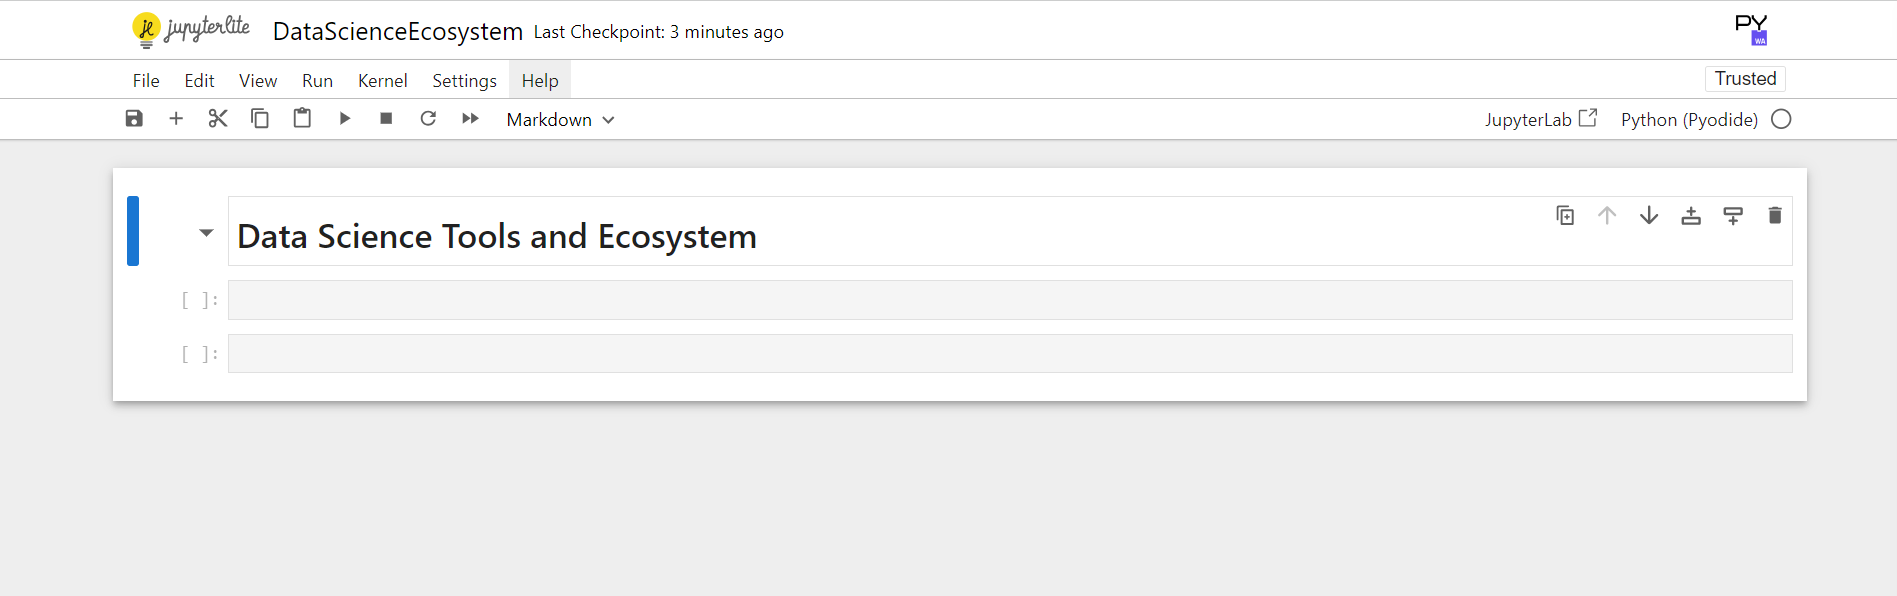 jupyterlite DataScienceEcosystem Last Checkpoint: 3 minutes ago PY WA
File Edit View Run Kernel Settings Help Trusted
Markdown JupyterLab Python (Pyodide)
Data Science Tools and Ecosystem
[ ]:
[ ]: